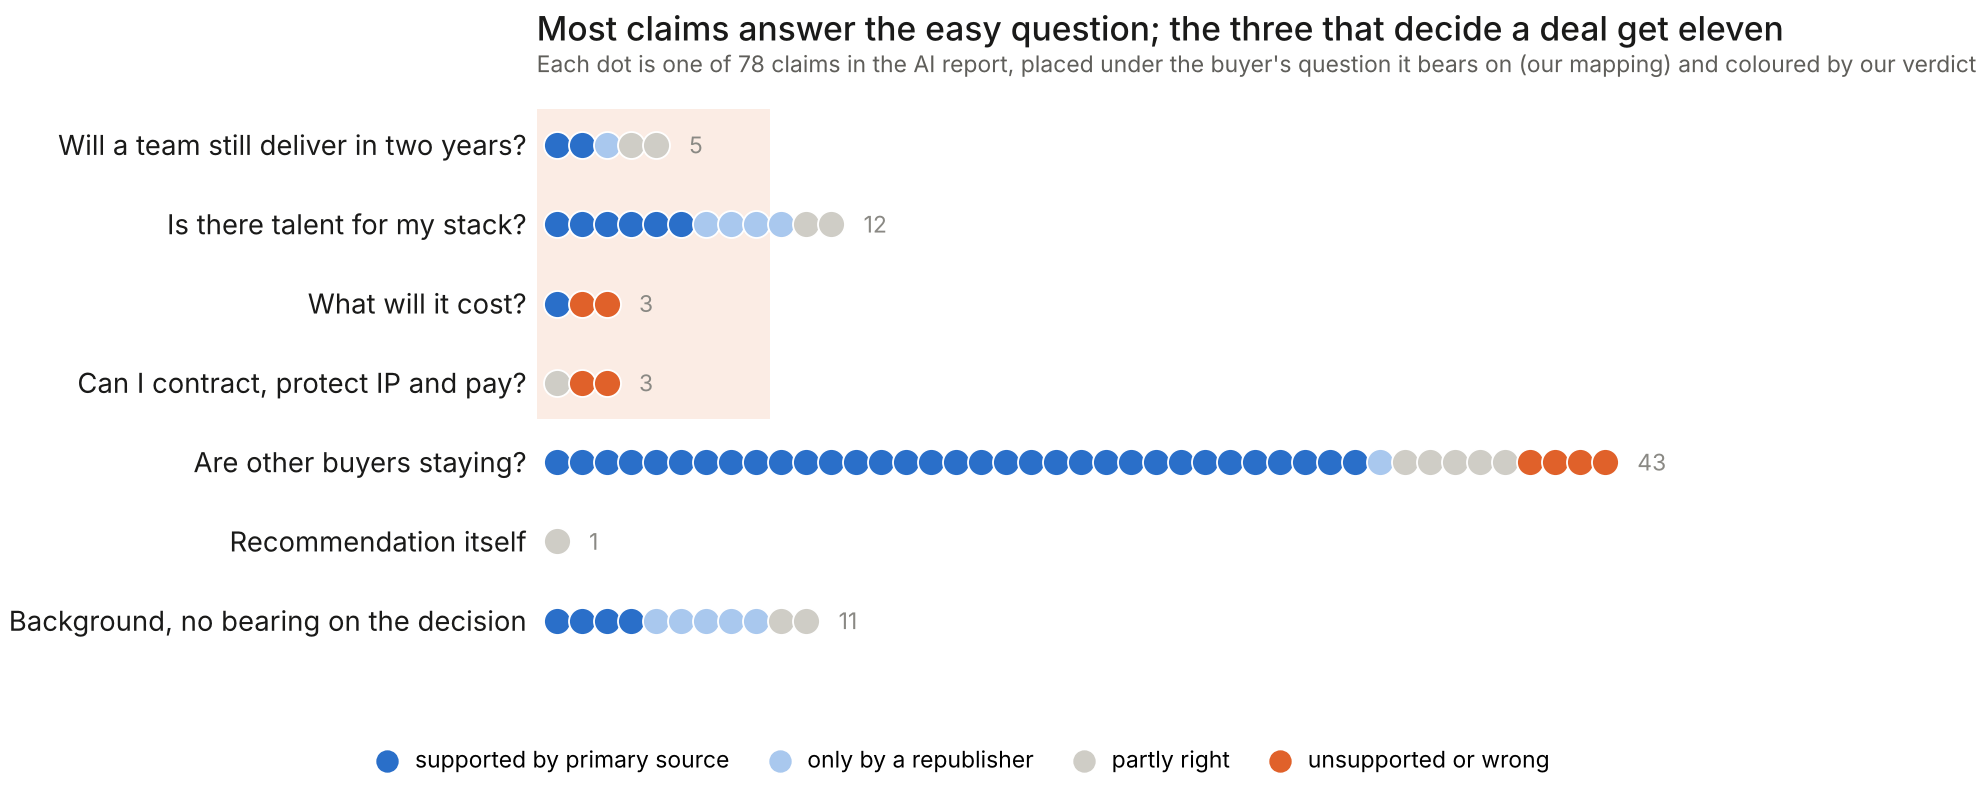 Most claims answer the easy question; the three that decide a deal get eleven
Each dot is one of 78 claims in the AI report, placed under the buyer's question it bears on (our mapping) and coloured by our verdict
Will a team still deliver in two years? 5
Is there talent for my stack? 12
What will it cost? 3
Can I contract, protect IP and pay? 3
Are other buyers staying? 43
Recommendation itself 1
Background, no bearing on the decision 11
supported by primary source only by a republisher partly right unsupported or wrong